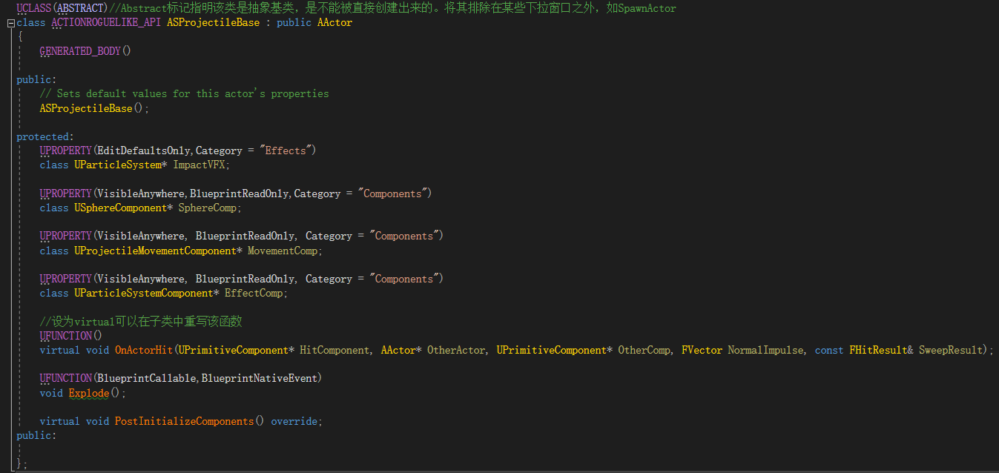 UCLASS(ABSTRACT)//Abstract标记指明该类是抽象基类，是不能被直接创建出来的。将其排除在某些下拉窗口之外，如SpawnActor
class ACTIONROGUELIKE_API ASProjectileBase : public AActor
{
GENERATED_BODY()
public:
// Sets default values for this actor's properties
ASProjectileBase();
protected:
UPROPERTY(EditDefaultsOnly,Category = "Effects")
class UParticleSystem* ImpactVFX;
UPROPERTY(VisibleAnywhere,BlueprintReadOnly,Category = "Components")
class USphereComponent* SphereComp;
UPROPERTY(VisibleAnywhere, BlueprintReadOnly, Category = "Components")
class UProjectileMovementComponent* MovementComp;
UPROPERTY(VisibleAnywhere, BlueprintReadOnly, Category = "Components")
class UParticleSystemComponent* EffectComp;
//设为virtual可以在子类中重写该函数
UFUNCTION()
virtual void OnActorHit(UPrimitiveComponent* HitComponent, AActor* OtherActor, UPrimitiveComponent* OtherComp, FVector NormalImpulse, const FHitResult& SweepResult);
UFUNCTION(BlueprintCallable,BlueprintNativeEvent)
void Explode();
virtual void PostInitializeComponents() override;
public:
};